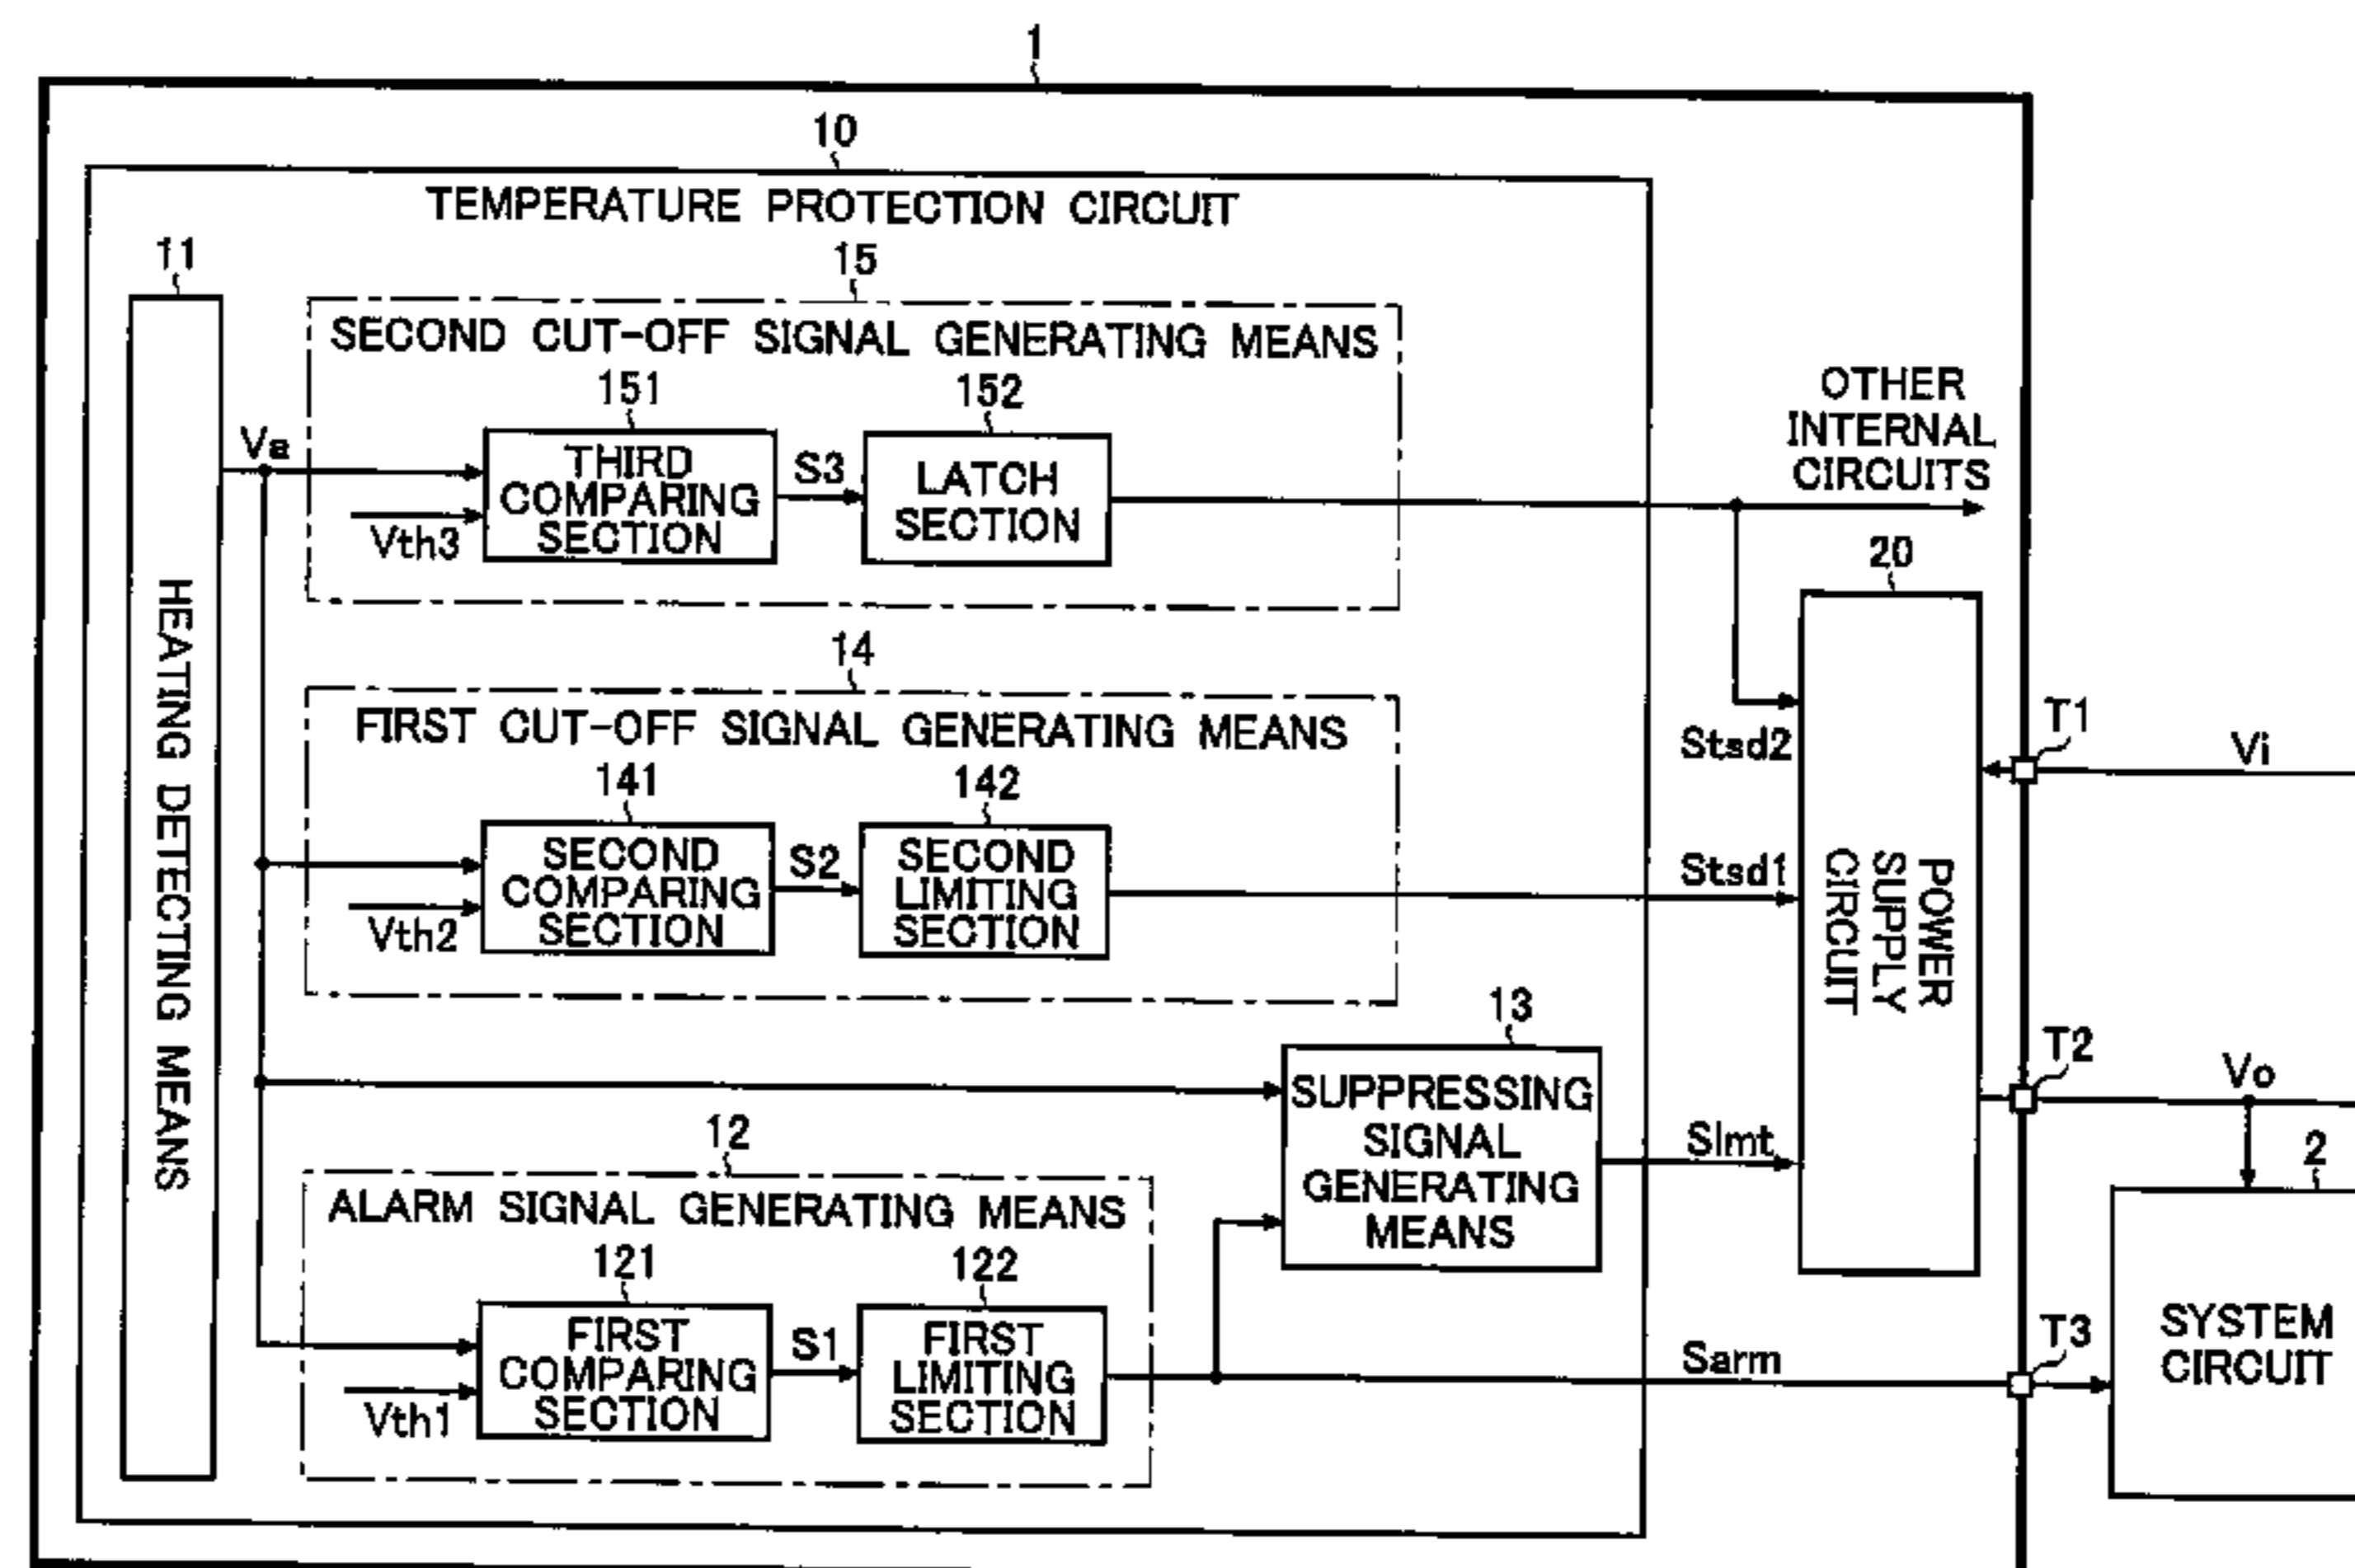 1
10
TEMPERATURE PROTECTION CIRCUIT
11
HEATING DETECTING MEANS
Va
15
SECOND CUT-OFF SIGNAL GENERATING MEANS
151
THIRD
COMPARING
SECTION
Vth3
S3
152
LATCH
SECTION
OTHER
INTERNAL
CIRCUITS
14
FIRST CUT-OFF SIGNAL GENERATING MEANS
141
SECOND
COMPARING
SECTION
Vth2
S2
142
SECOND
LIMITING
SECTION
Stsd2
Stsd1
20
POWER
SUPPLY
CIRCUIT
T1
Vi
13
SUPPRESSING
SIGNAL
GENERATING
MEANS
Slmt
T2
Vo
12
ALARM SIGNAL GENERATING MEANS
121
FIRST
COMPARING
SECTION
Vth1
S1
122
FIRST
LIMITING
SECTION
Sarm
T3
2
SYSTEM
CIRCUIT